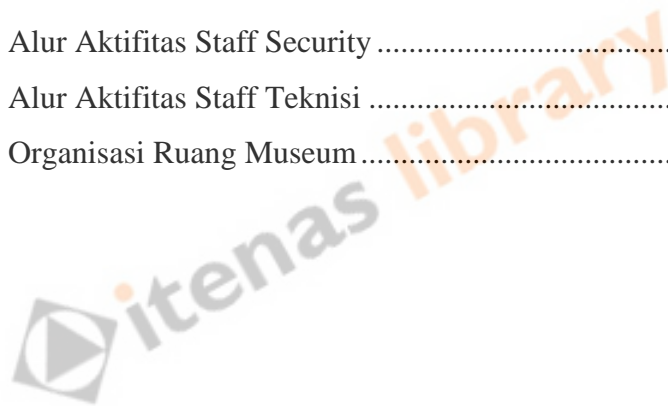 Alur Aktifitas Staff Security ....................................
Alur Aktifitas Staff Teknisi .....................................
Organisasi Ruang Museum ......................................
itenas library